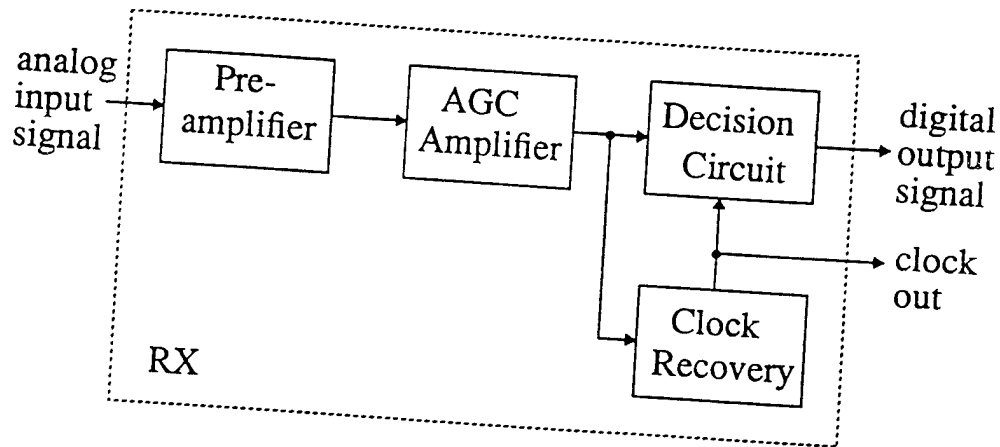 analog
input
signal
Pre-
amplifier
AGC
Amplifier
Decision
Circuit
digital
output
signal
clock
out
Clock
Recovery
RX